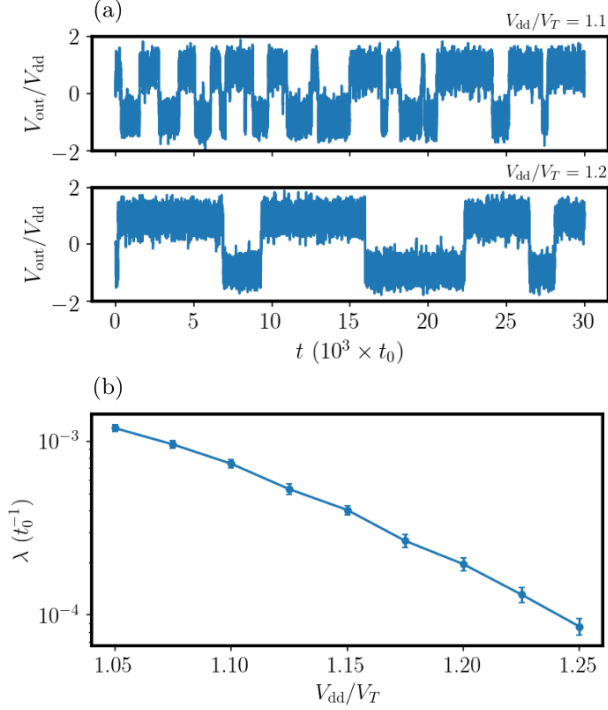 (a)
V_dd/V_T = 1.1
2
0
−2
V_out/V_dd
V_dd/V_T = 1.2
2
0
−2
V_out/V_dd
0 5 10 15 20 25 30
t (10^3 × t_0)
(b)
10^−3
10^−4
λ (t_0^−1)
1.05 1.10 1.15 1.20 1.25
V_dd/V_T